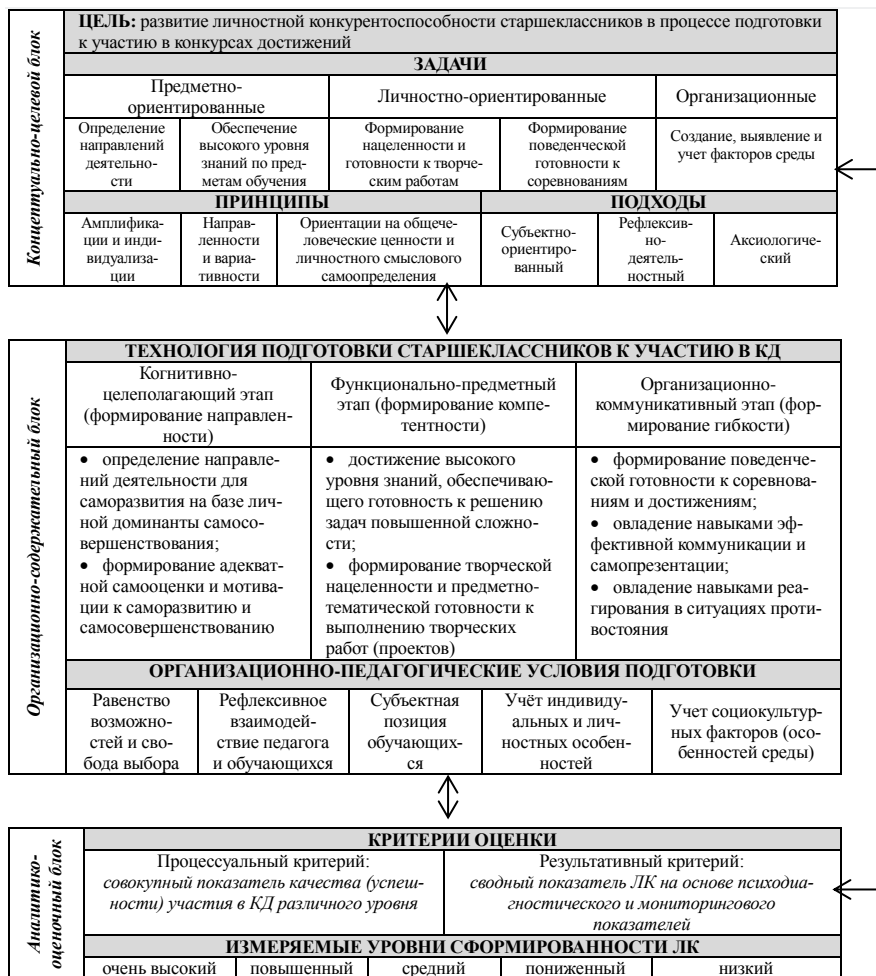 Концептуально-целевой блок
ЦЕЛЬ: развитие личностной конкурентоспособности старшеклассников в процессе подготовки
к участию в конкурсах достижений
ЗАДАЧИ
Предметно-
ориентированные
Личностно-ориентированные
Организационные
Определение
направлений
деятельно-
сти
Обеспечение
высокого уровня
знаний по пред-
метам обучения
Формирование
нацеленности и
готовности к творче-
ским работам
Формирование
поведенческой
готовности к
соревнованиям
Создание, выявление и
учет факторов среды
ПРИНЦИПЫ
ПОДХОДЫ
Амплифика-
ции и инди-
видуализа-
ции
Направ-
ленности
и вариа-
тивности
Ориентации на общече-
ловеческие ценности и
личностного смыслового
самоопределения
Субъектно-
ориентиро-
ванный
Рефлексив-
но-
деятель-
ностный
Аксиологиче-
ский
Организационно-содержательный блок
ТЕХНОЛОГИЯ ПОДГОТОВКИ СТАРШЕКЛАССНИКОВ К УЧАСТИЮ В КД
Когнитивно-
целеполагающий этап
(формирование направлен-
ности)
Функционально-предметный
этап (формирование компе-
тентности)
Организационно-
коммуникативный этап (фор-
мирование гибкости)
• определение направле-
ний деятельности для
саморазвития на базе лич-
ной доминанты самосо-
вершенствования;
• формирование адекват-
ной самооценки и мотива-
ции к саморазвитию и
самосовершенствованию
• достижение высокого
уровня знаний, обеспечиваю-
щего готовность к решению
задач повышенной сложно-
сти;
• формирование творческой
нацеленности и предметно-
тематической готовности к
выполнению творческих
работ (проектов)
• формирование поведенче-
ской готовности к соревнова-
ниям и достижениям;
• овладение навыками эф-
фективной коммуникации и
самопрезентации;
• овладение навыками реа-
гирования в ситуациях проти-
востояния
ОРГАНИЗАЦИОННО-ПЕДАГОГИЧЕСКИЕ УСЛОВИЯ ПОДГОТОВКИ
Равенство
возможно-
стей и сво-
бода выбора
Рефлексивное
взаимодей-
ствие педагога
и обучающихся
Субъектная
позиция
обучающих-
ся
Учёт индивиду-
альных и лич-
ностных особен-
ностей
Учет социокультур-
ных факторов (осо-
бенностей среды)
Аналитико-
оценочный блок
КРИТЕРИИ ОЦЕНКИ
Процессуальный критерий:
совокупный показатель качества (успеш-
ности) участия в КД различного уровня
Результативный критерий:
сводный показатель ЛК на основе психодиа-
гностического и мониторингового
показателей
ИЗМЕРЯЕМЫЕ УРОВНИ СФОРМИРОВАННОСТИ ЛК
очень высокий
повышенный
средний
пониженный
низкий